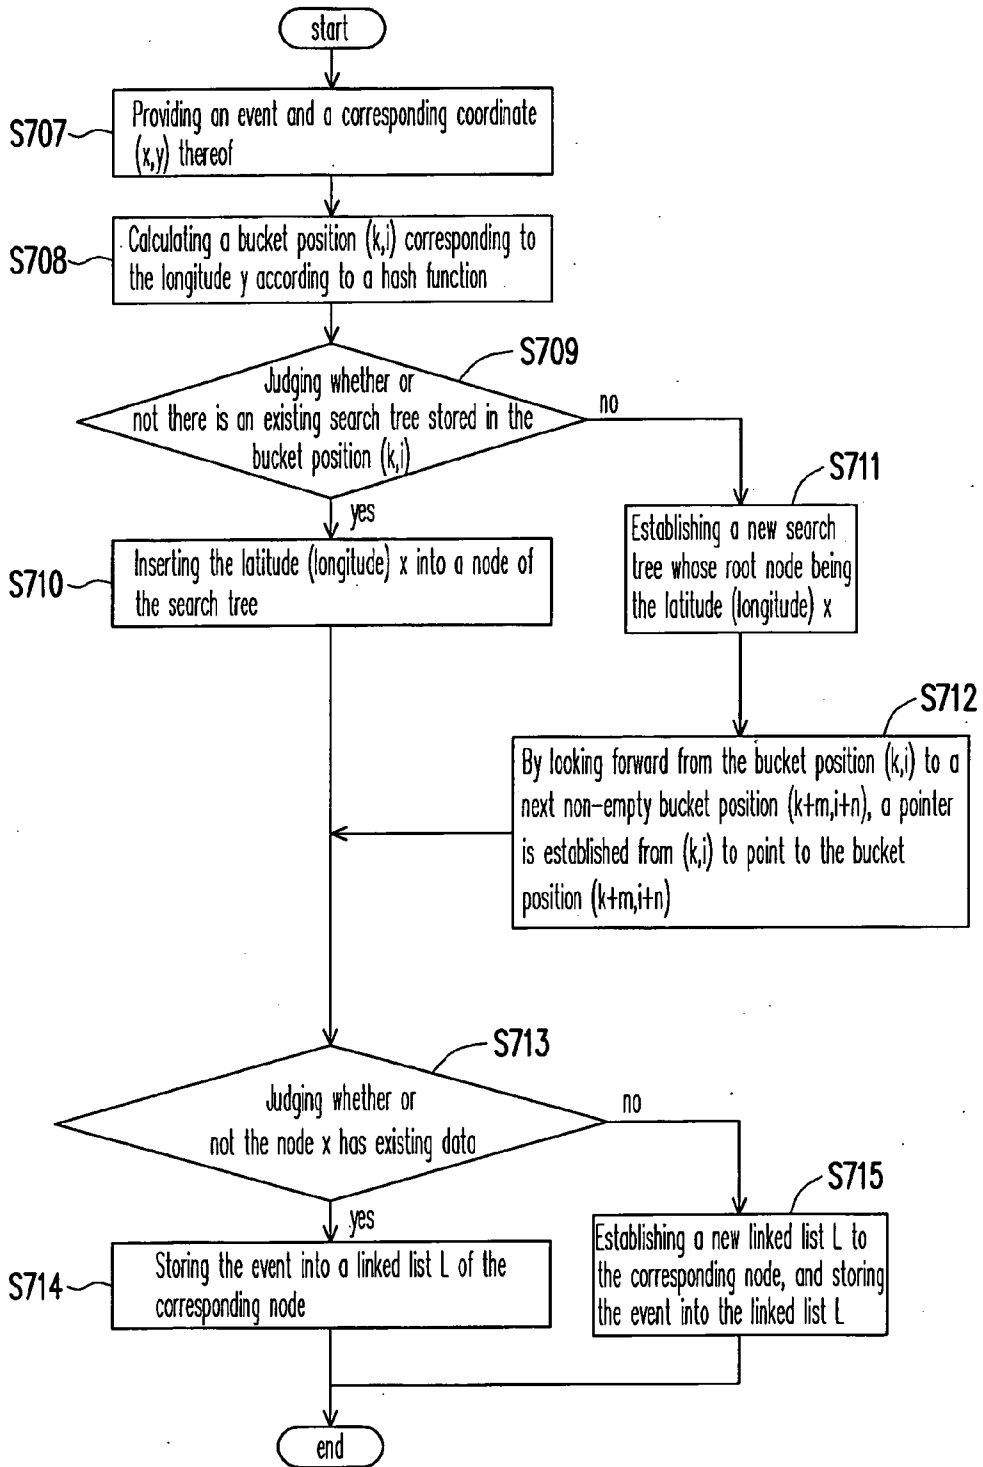 start
S707
Providing an event and a corresponding coordinate
(x,y) thereof
S708
Calculating a bucket position (k,i) corresponding to
the longitude y according to a hash function
S709
Judging whether or
not there is an existing search tree stored in the
bucket position (k,i)
no
yes
S710
Inserting the latitude (longitude) x into a node of
the search tree
S711
Establishing a new search
tree whose root node being
the latitude (longitude) x
S712
By looking forward from the bucket position (k,i) to a
next non-empty bucket position (k+m,i+n), a pointer
is established from (k,i) to point to the bucket
position (k+m,i+n)
S713
Judging whether or
not the node x has existing data
no
yes
S714
Storing the event into a linked list L of the
corresponding node
S715
Establishing a new linked list L to
the corresponding node, and storing
the event into the linked list L
end